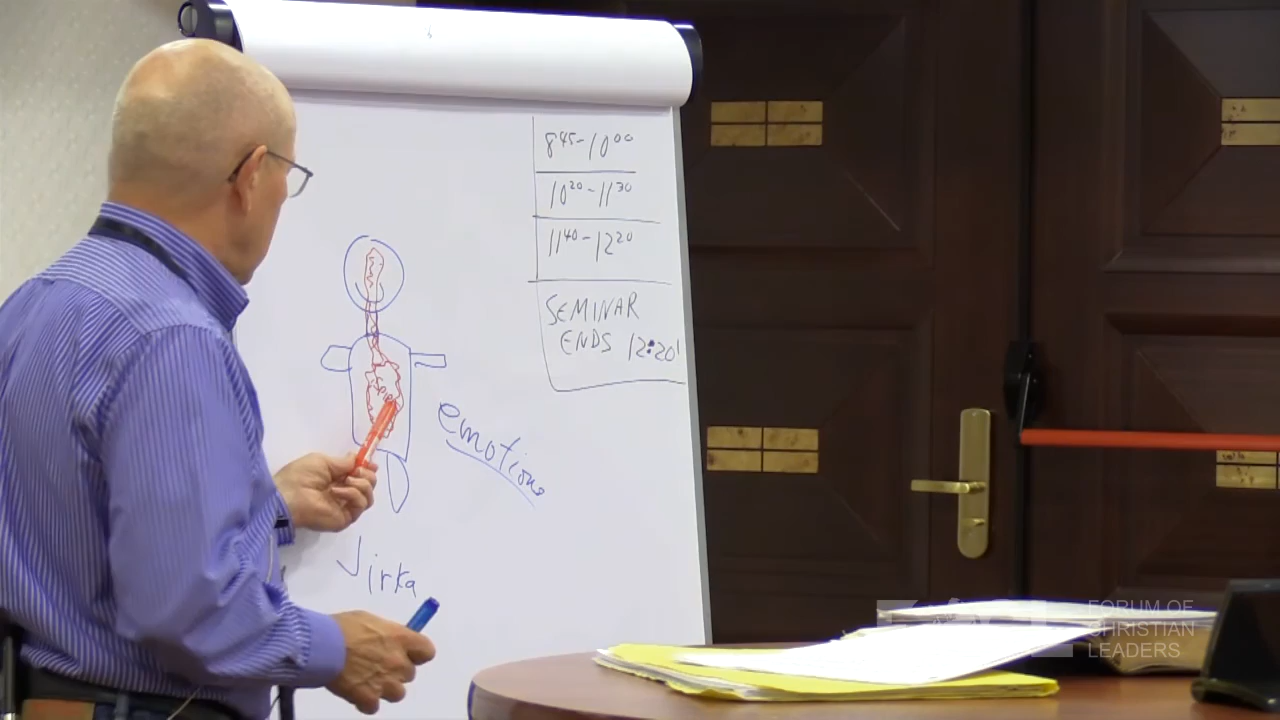 8⁴⁵-10⁰⁰
10²⁰-11³⁰
11⁴⁰-12²⁰
SEMINAR
ENDS 12:20'
emotions
Jirka
FORUM OF
CHRISTIAN
LEADERS